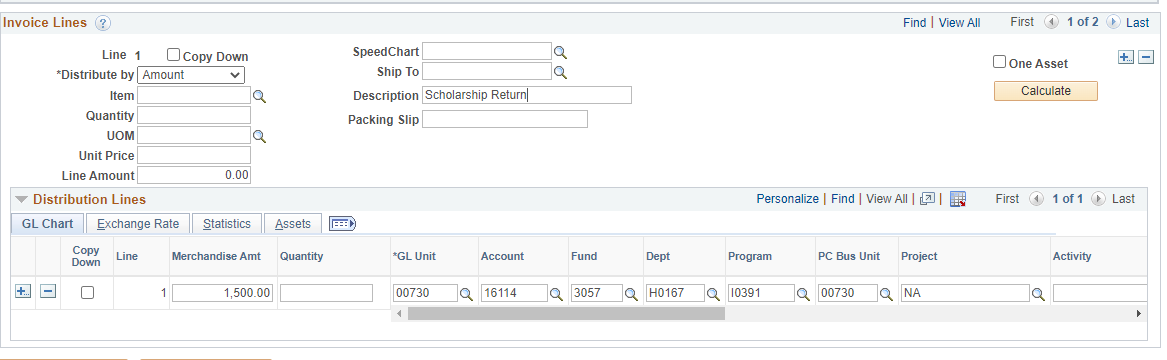 Invoice Lines ? Find | View All First 1 of 2 Last
Line 1 Copy Down SpeedChart
*Distribute by Amount Ship To One Asset
Item Description Scholarship Return Calculate
Quantity Packing Slip
UOM
Unit Price
Line Amount 0.00
Distribution Lines Personalize | Find | View All | | First 1 of 1 Last
GL Chart Exchange Rate Statistics Assets
Copy Down Line Merchandise Amt Quantity *GL Unit Account Fund Dept Program PC Bus Unit Project Activity
1 1,500.00 00730 16114 3057 H0167 I0391 00730 NA